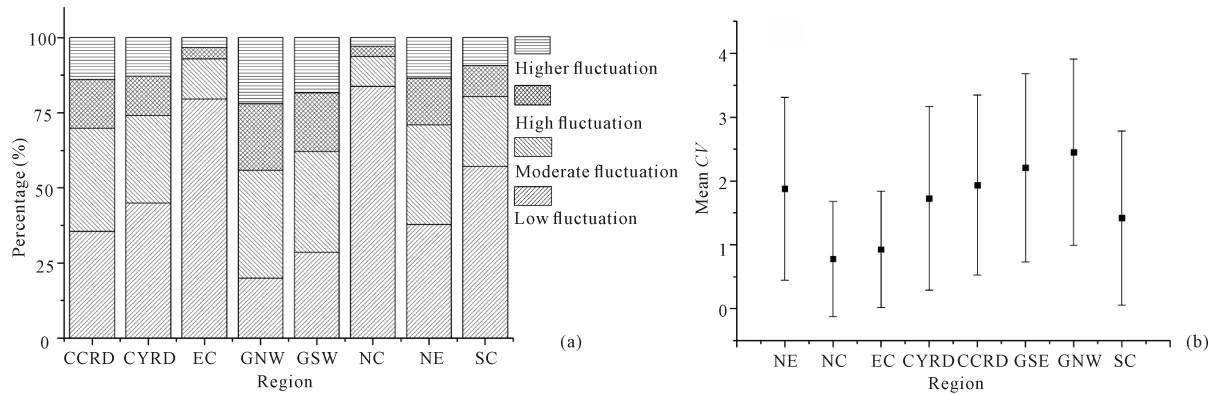 100
75
50
25
0
Percentage (%)
CCRD CYRD EC GNW GSW NC NE SC
Region
Higher fluctuation
High fluctuation
Moderate fluctuation
Low fluctuation
(a)
4
3
2
1
0
Mean CV
NE NC EC CYRD CCRD GSE GNW SC
Region
(b)